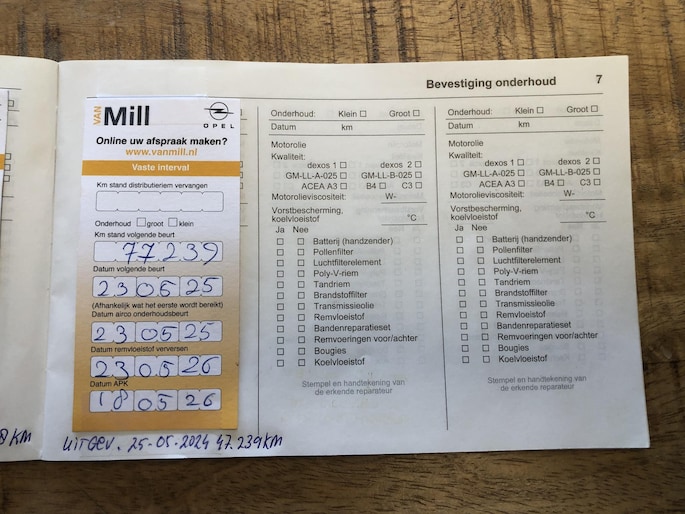 Bevestiging onderhoud 7
VAN Mill
OPEL
Online uw afspraak maken?
www.vanmill.nl
Vaste interval
Km stand distributieriem vervangen
Onderhoud groot klein
Km stand volgende beurt
77.239
Datum volgende beurt
23 05 25
(Afhankelijk wat het eerste wordt bereikt)
Datum airco onderhoudsbeurt
23 05 25
Datum remvloeistof verversen
23 05 26
Datum APK
18 05 26
KM
UITGEV. 25-05-2024 47.239KM
Onderhoud: Klein Groot
Datum km
Motorolie
Kwaliteit:
dexos 1 dexos 2
GM-LL-A-025 GM-LL-B-025
ACEA A3 B4 C3
Motorolieviscositeit: W-
Vorstbescherming,
koelvloeistof °C
Ja Nee
Batterij (handzender)
Pollenfilter
Luchtfilterelement
Poly-V-riem
Tandriem
Brandstoffilter
Transmissieolie
Remvloeistof
Bandenreparatieset
Remvoeringen voor/achter
Bougies
Koelvloeistof
Stempel en handtekening van
de erkende reparateur
Onderhoud: Klein Groot
Datum km
Motorolie
Kwaliteit:
dexos 1 dexos 2
GM-LL-A-025 GM-LL-B-025
ACEA A3 B4 C3
Motorolieviscositeit: W-
Vorstbescherming,
koelvloeistof °C
Ja Nee
Batterij (handzender)
Pollenfilter
Luchtfilterelement
Poly-V-riem
Tandriem
Brandstoffilter
Transmissieolie
Remvloeistof
Bandenreparatieset
Remvoeringen voor/achter
Bougies
Koelvloeistof
Stempel en handtekening van
de erkende reparateur